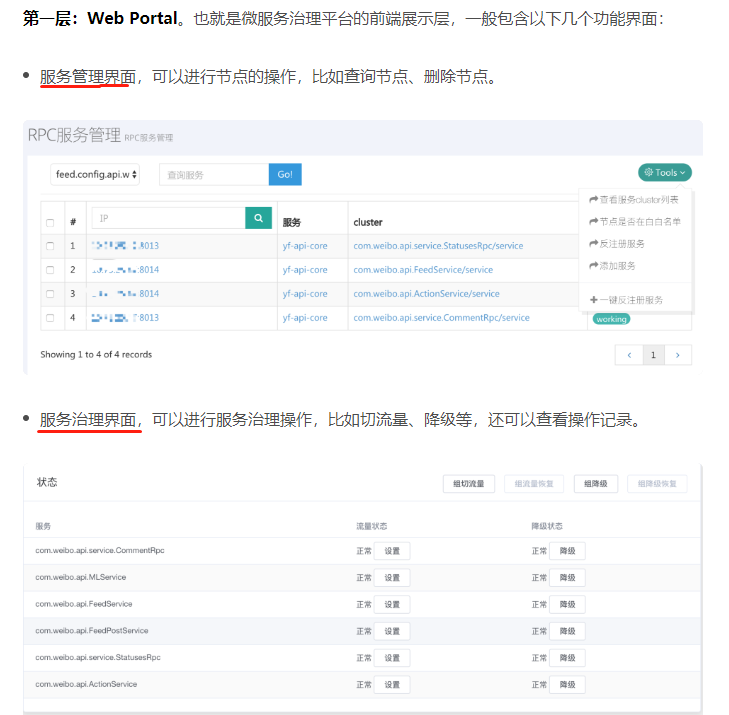 第一层：Web Portal。也就是微服务治理平台的前端展示层，一般包含以下几个功能界面：
服务管理界面，可以进行节点的操作，比如查询节点、删除节点。
RPC服务管理 RPC服务管理
feed.config.api.w 查询服务 Go! Tools
查看服务cluster列表
节点是否在白白名单
反注册服务
添加服务
一键反注册服务
# IP 服务 cluster
1 :8013 yf-api-core com.weibo.api.service.StatusesRpc/service
2 :8014 yf-api-core com.weibo.api.FeedService/service
3 :8014 yf-api-core com.weibo.api.ActionService/service
4 :8013 yf-api-core com.weibo.api.service.CommentRpc/service working
Showing 1 to 4 of 4 records ‹ 1 ›
服务治理界面，可以进行服务治理操作，比如切流量、降级等，还可以查看操作记录。
状态 组切流量 组流量恢复 组降级 组降级恢复
服务 流量状态 降级状态
com.weibo.api.service.CommentRpc 正常 设置 正常 降级
com.weibo.api.MLService 正常 设置 正常 降级
com.weibo.api.FeedService 正常 设置 正常 降级
com.weibo.api.FeedPostService 正常 设置 正常 降级
com.weibo.api.service.StatusesRpc 正常 设置 正常 降级
com.weibo.api.ActionService 正常 设置 正常 降级